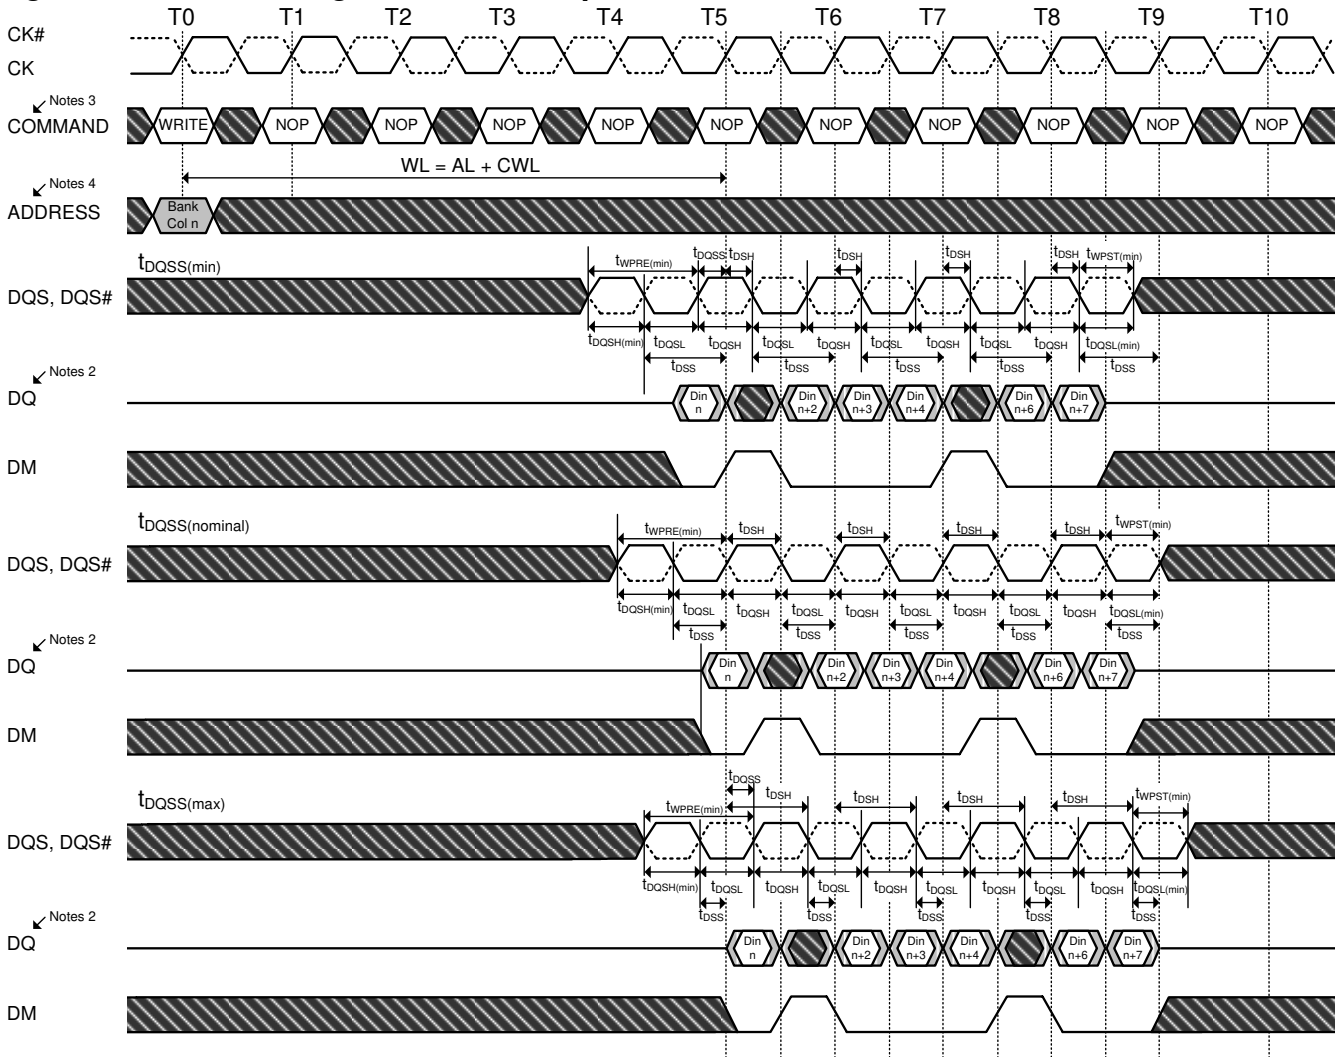 T0 T1 T2 T3 T4 T5 T6 T7 T8 T9 T10
CK#
CK
Notes 3
COMMAND WRITE NOP NOP NOP NOP NOP NOP NOP NOP NOP NOP
WL = AL + CWL
Notes 4
ADDRESS Bank Col n
tDQSS(min) tWPRE(min) tDQSS tDSH tDSH tDSH tDSH tWPST(min)
DQS, DQS#
tDQSH(min) tDQSL tDQSH tDQSL tDQSH tDQSL tDQSH tDQSL tDQSH tDQSL(min)
tDSS tDSS tDSS tDSS tDSS
Notes 2
DQ Din n Din n+2 Din n+3 Din n+4 Din n+6 Din n+7
DM
tDQSS(nominal) tWPRE(min) tDSH tDSH tDSH tDSH tWPST(min)
DQS, DQS#
tDQSH(min) tDQSL tDQSH tDQSL tDQSH tDQSL tDQSH tDQSL tDQSH tDQSL(min)
tDSS tDSS tDSS tDSS tDSS
Notes 2
DQ Din n Din n+2 Din n+3 Din n+4 Din n+6 Din n+7
DM
tDQSS
tDQSS(max) tWPRE(min) tDSH tDSH tDSH tDSH tWPST(min)
DQS, DQS#
tDQSH(min) tDQSL tDQSH tDQSL tDQSH tDQSL tDQSH tDQSL tDQSH tDQSL(min)
tDSS tDSS tDSS tDSS tDSS
Notes 2
DQ Din n Din n+2 Din n+3 Din n+4 Din n+6 Din n+7
DM